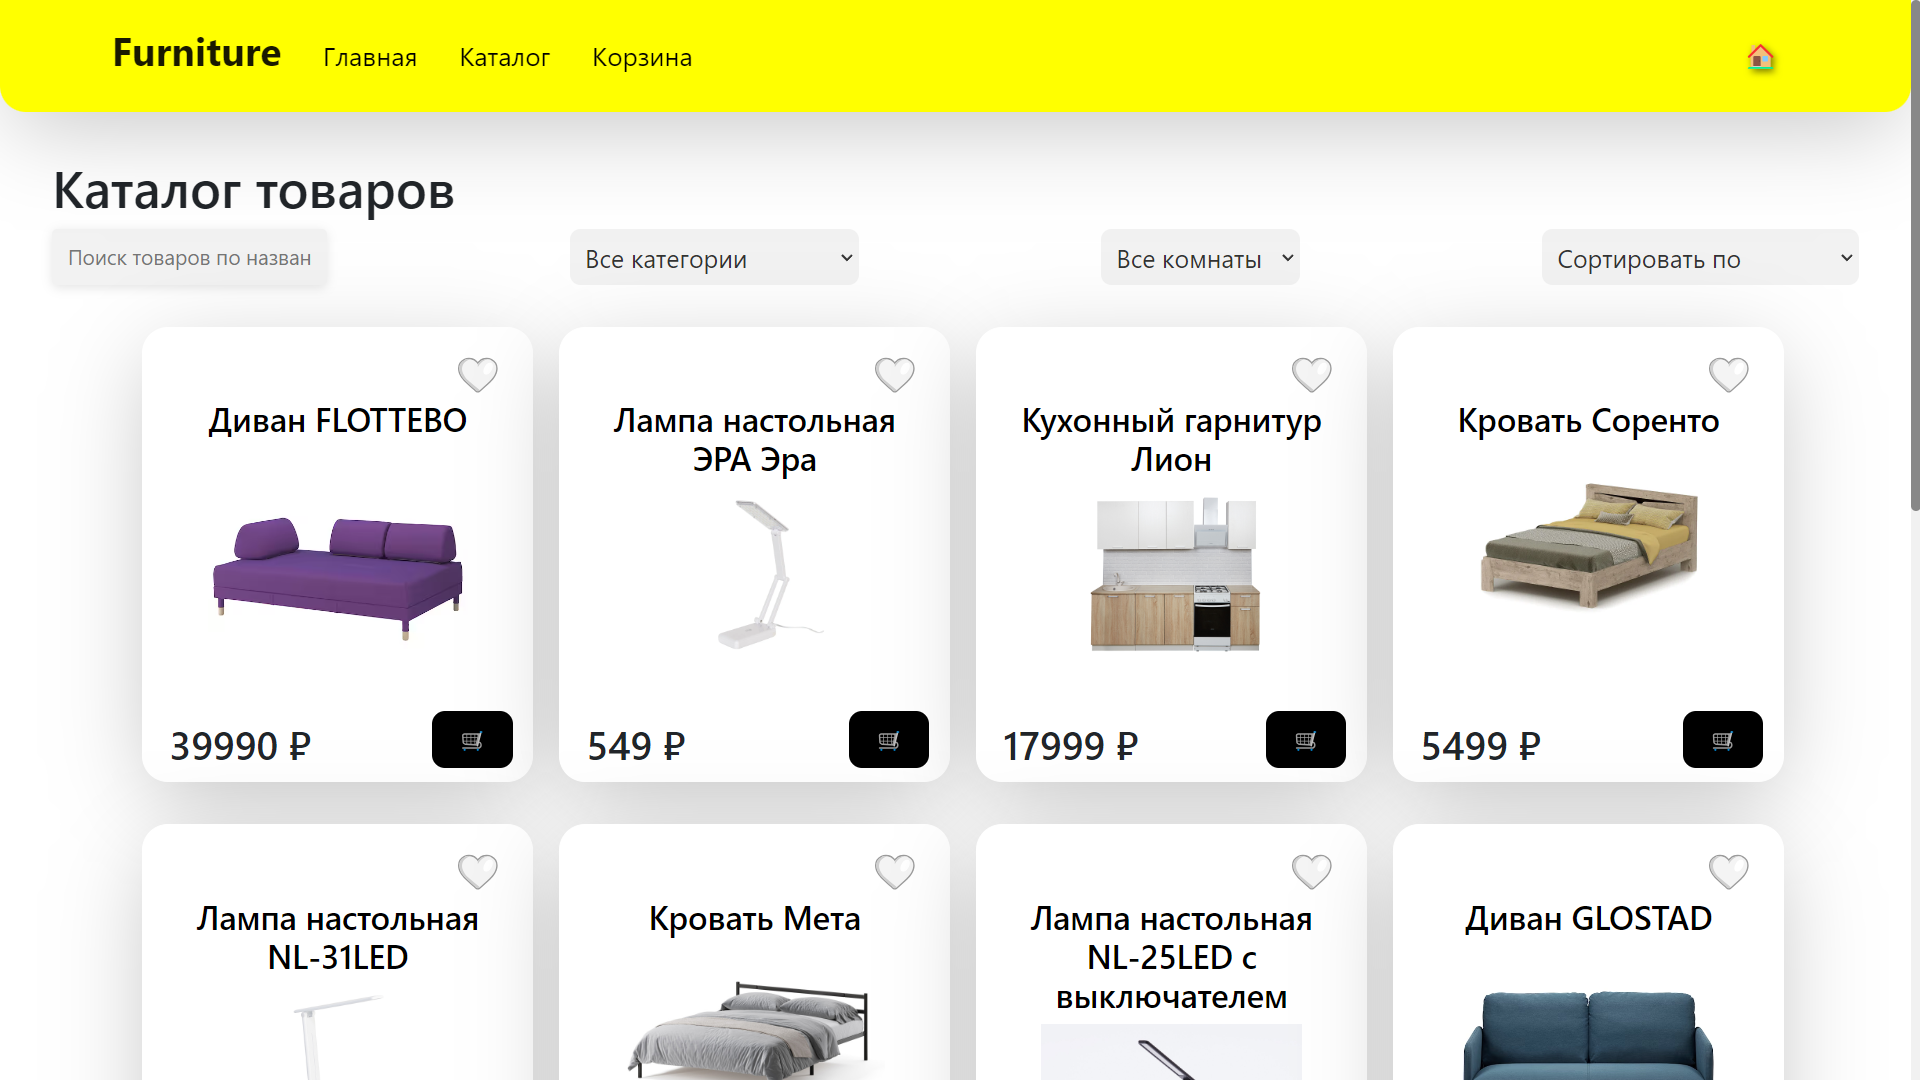 Furniture
Главная
Каталог
Корзина
Каталог товаров
Поиск товаров по назван
Все категории
Все комнаты
Сортировать по
Диван FLOTTEBO
Лампа настольная
ЭРА Эра
Кухонный гарнитур
Лион
Кровать Соренто
39990 ₽
549 ₽
17999 ₽
5499 ₽
Лампа настольная
NL-31LED
Кровать Мета
Лампа настольная
NL-25LED с
выключателем
Диван GLOSTAD